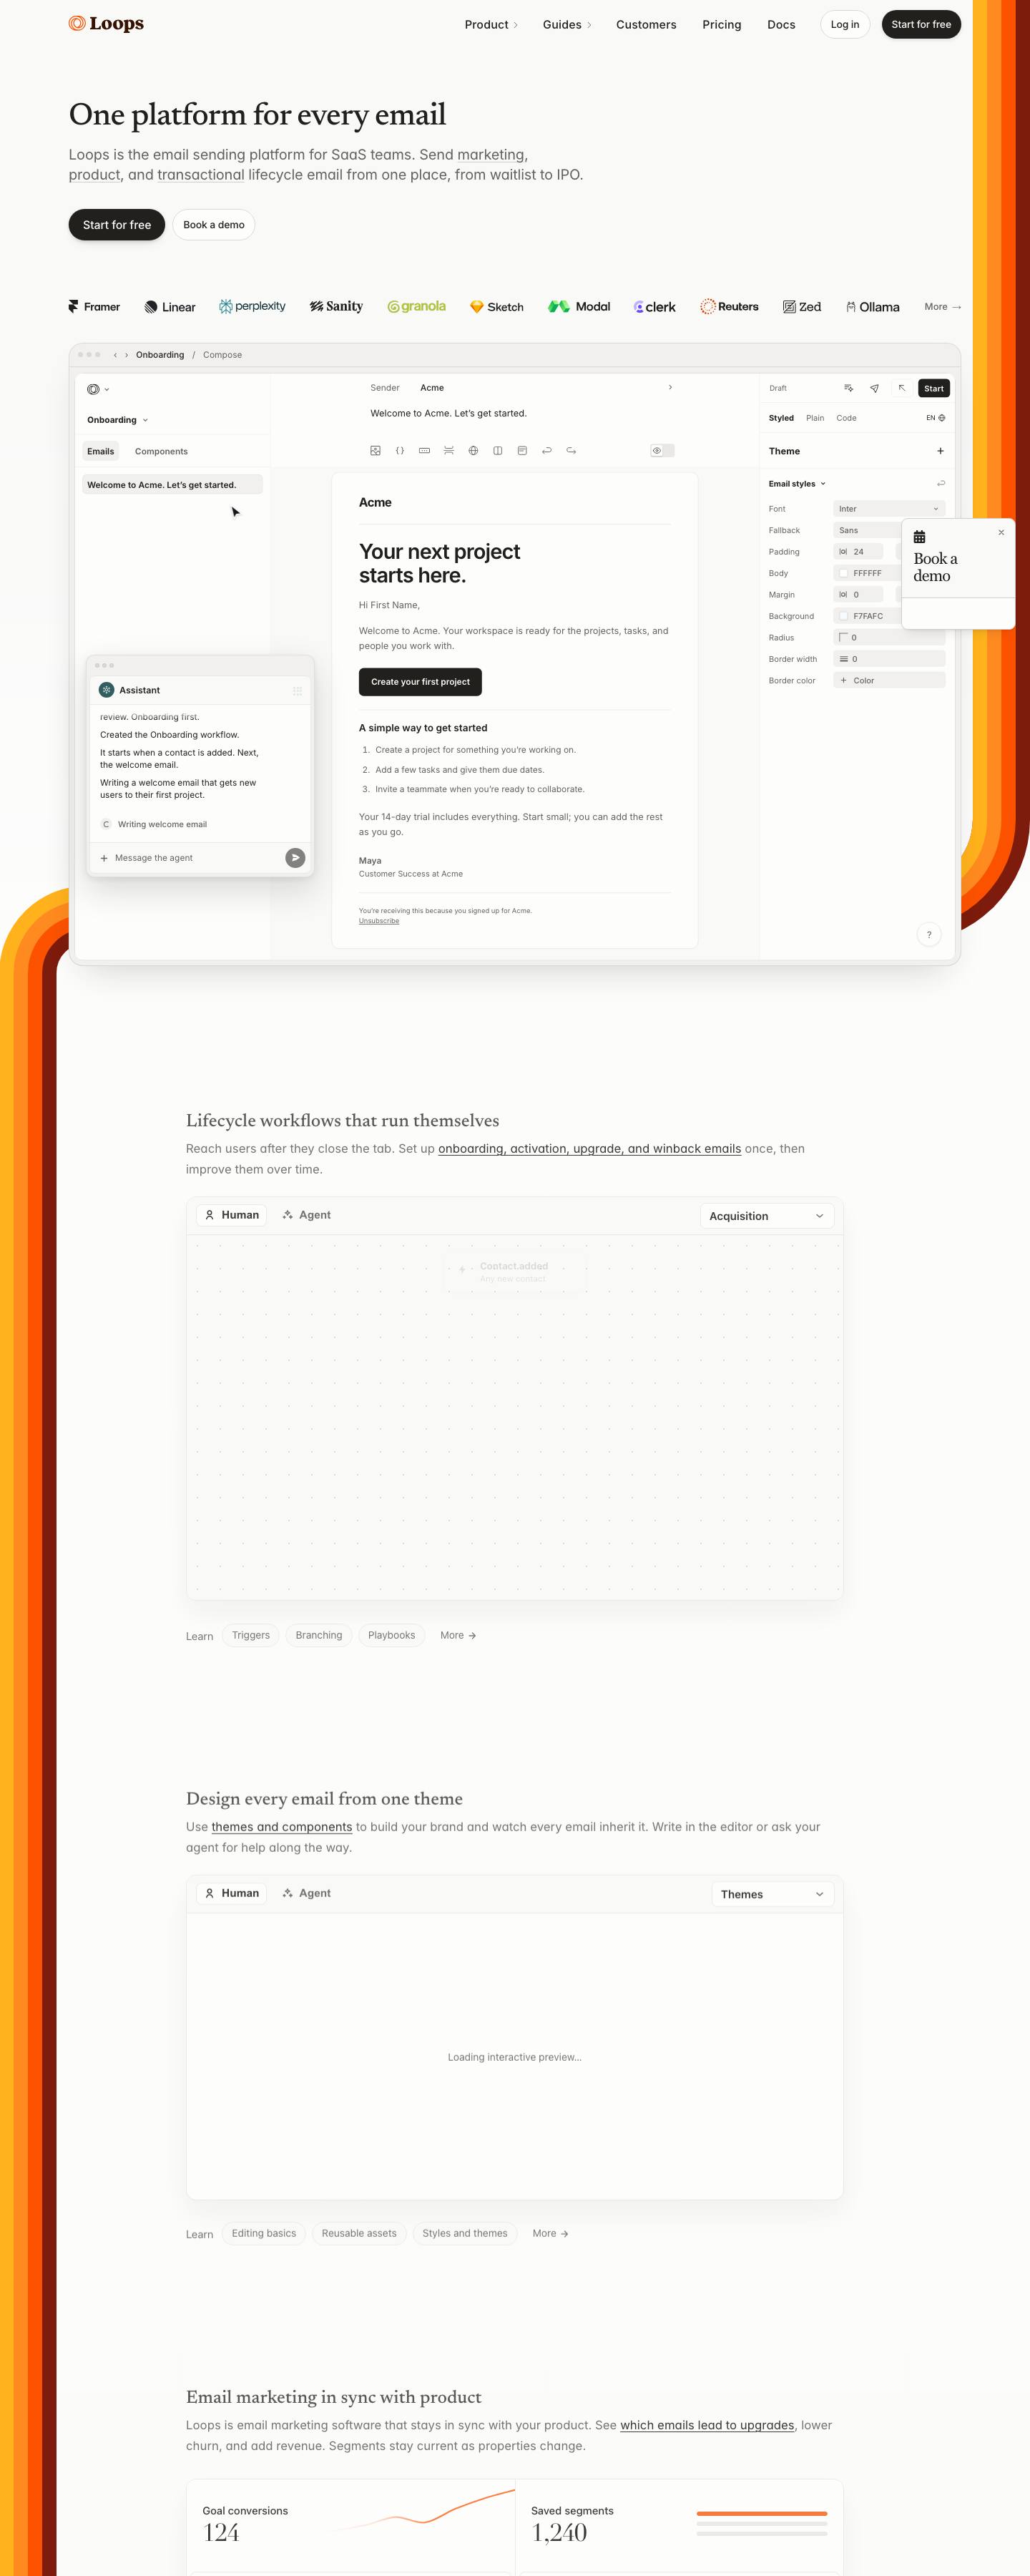 Loops
Product
Guides
Customers
Pricing
Docs
Log in
Start for free
One platform for every email
Loops is the email sending platform for SaaS teams. Send marketing,
product, and transactional lifecycle email from one place, from waitlist to IPO.
Start for free
Book a demo
Framer
Linear
perplexity
Sanity
granola
Sketch
Modal
clerk
Reuters
Zed
Ollama
More →
Onboarding / Compose
Sender Acme
Welcome to Acme. Let's get started.
Onboarding
Emails
Components
Welcome to Acme. Let's get started.
Draft
Start
Styled
Plain
Code
EN
Theme
Email styles
Font Inter
Fallback Sans
Padding 24
Body FFFFFF
Margin 0
Background F7FAFC
Radius 0
Border width 0
Border color Color
Book a
demo
Acme
Your next project
starts here.
Hi First Name,
Welcome to Acme. Your workspace is ready for the projects, tasks, and
people you work with.
Create your first project
A simple way to get started
1. Create a project for something you're working on.
2. Add a few tasks and give them due dates.
3. Invite a teammate when you're ready to collaborate.
Your 14-day trial includes everything. Start small; you can add the rest
as you go.
Maya
Customer Success at Acme
You're receiving this because you signed up for Acme.
Unsubscribe
Assistant
review. Onboarding first.
Created the Onboarding workflow.
It starts when a contact is added. Next,
the welcome email.
Writing a welcome email that gets new
users to their first project.
Writing welcome email
Message the agent
?
Lifecycle workflows that run themselves
Reach users after they close the tab. Set up onboarding, activation, upgrade, and winback emails once, then
improve them over time.
Human
Agent
Acquisition
Contact added
Any new contact
Learn
Triggers
Branching
Playbooks
More →
Design every email from one theme
Use themes and components to build your brand and watch every email inherit it. Write in the editor or ask your
agent for help along the way.
Human
Agent
Themes
Loading interactive preview...
Learn
Editing basics
Reusable assets
Styles and themes
More →
Email marketing in sync with product
Loops is email marketing software that stays in sync with your product. See which emails lead to upgrades, lower
churn, and add revenue. Segments stay current as properties change.
Goal conversions
124
Saved segments
1,240